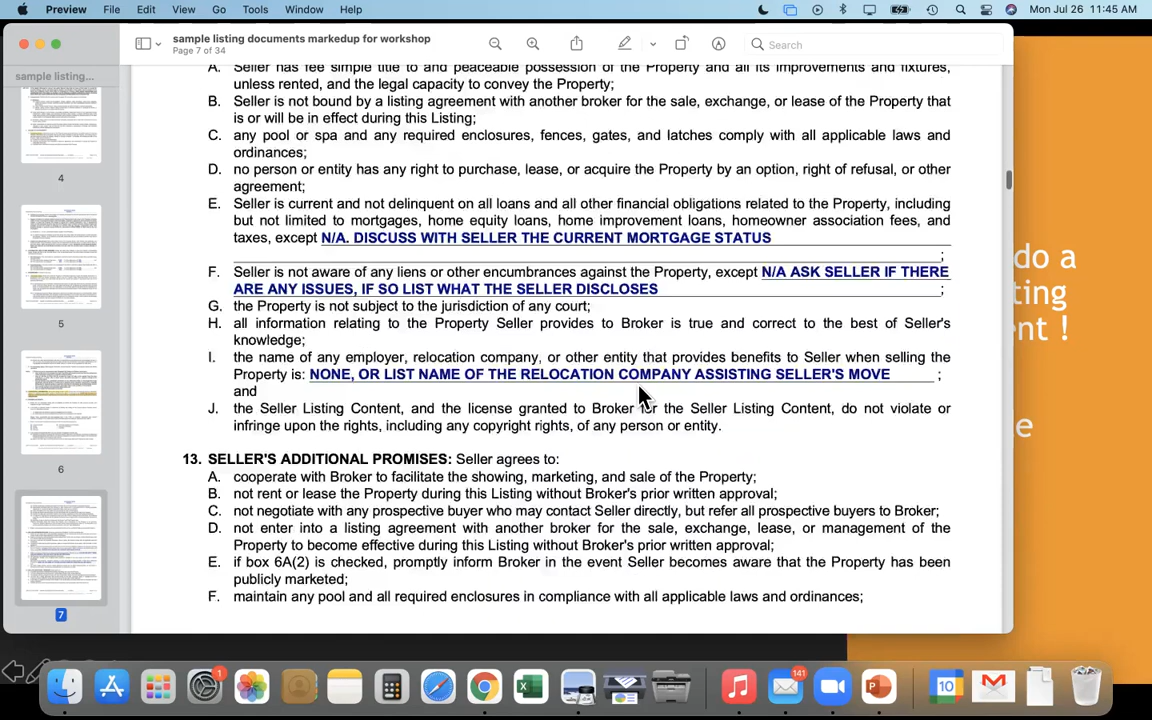 Preview File Edit View Go Tools Window Help Mon Jul 26 11:45 AM
sample listing documents markedup for workshop
Page 7 of 34
Search
sample listing...
4
5
6
7
A. Seller has fee simple title to and peaceable possession of the Property and all its improvements and fixtures,
unless rented, and the legal capacity to convey the Property;
B. Seller is not bound by a listing agreement with another broker for the sale, exchange, or lease of the Property that
is or will be in effect during this Listing;
C. any pool or spa and any required enclosures, fences, gates, and latches comply with all applicable laws and
ordinances;
D. no person or entity has any right to purchase, lease, or acquire the Property by an option, right of refusal, or other
agreement;
E. Seller is current and not delinquent on all loans and all other financial obligations related to the Property, including
but not limited to mortgages, home equity loans, home improvement loans, homeowner association fees, and
taxes, except N/A DISCUSS WITH SELLER THE CURRENT MORTGAGE STATUS
;
F. Seller is not aware of any liens or other encumbrances against the Property, except N/A ASK SELLER IF THERE
ARE ANY ISSUES, IF SO LIST WHAT THE SELLER DISCLOSES ;
G. the Property is not subject to the jurisdiction of any court;
H. all information relating to the Property Seller provides to Broker is true and correct to the best of Seller's
knowledge;
I. the name of any employer, relocation company, or other entity that provides benefits to Seller when selling the
Property is: NONE, OR LIST NAME OF THE RELOCATION COMPANY ASSISTING SELLER'S MOVE ;
and
J. the Seller Listing Content, and the license granted to Broker for the Seller Listing Content, do not violate or
infringe upon the rights, including any copyright rights, of any person or entity.
13. SELLER'S ADDITIONAL PROMISES: Seller agrees to:
A. cooperate with Broker to facilitate the showing, marketing, and sale of the Property;
B. not rent or lease the Property during this Listing without Broker's prior written approval;
C. not negotiate with any prospective buyer who may contact Seller directly, but refer all prospective buyers to Broker;
D. not enter into a listing agreement with another broker for the sale, exchange, lease, or management of the
Property to become effective during this Listing without Broker's prior written approval;
E. if box 6A(2) is checked, promptly inform Broker in the event Seller becomes aware that the Property has been
publicly marketed;
F. maintain any pool and all required enclosures in compliance with all applicable laws and ordinances;
do a
ting
nt !
e
1
141
10